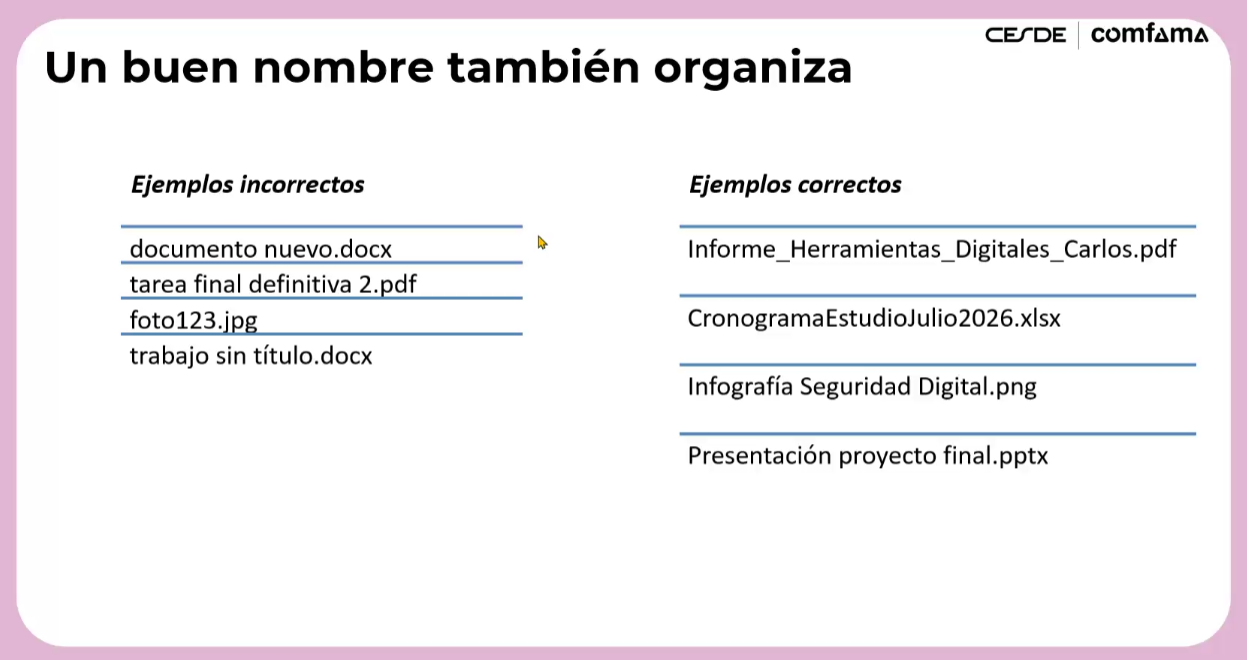 CESDE | comfama
Un buen nombre también organiza
Ejemplos incorrectos
documento nuevo.docx
tarea final definitiva 2.pdf
foto123.jpg
trabajo sin título.docx
Ejemplos correctos
Informe_Herramientas_Digitales_Carlos.pdf
CronogramaEstudioJulio2026.xlsx
Infografía Seguridad Digital.png
Presentación proyecto final.pptx